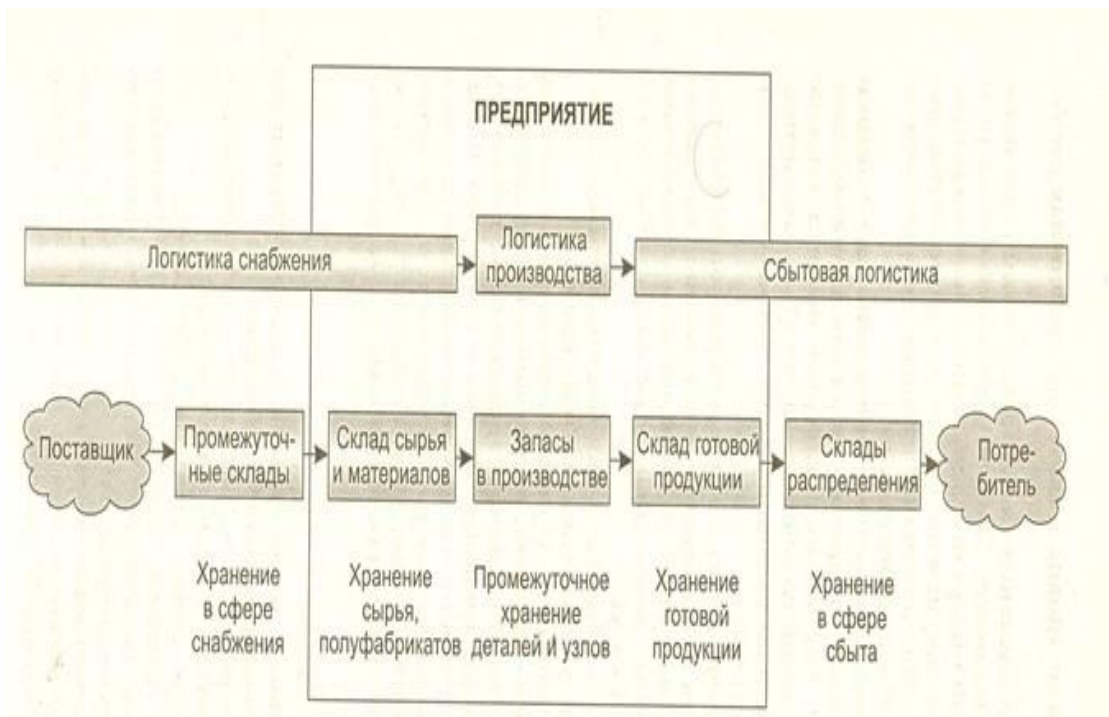 ПРЕДПРИЯТИЕ
Логистика снабжения
Логистика
производства
Сбытовая логистика
Поставщик
Промежуточ-
ные склады
Склад сырья
и материалов
Запасы
в производстве
Склад готовой
продукции
Склады
распределения
Потре-
битель
Хранение
в сфере
снабжения
Хранение
сырья,
полуфабрикатов
Промежуточное
хранение
деталей и узлов
Хранение
готовой
продукции
Хранение
в сфере
сбыта